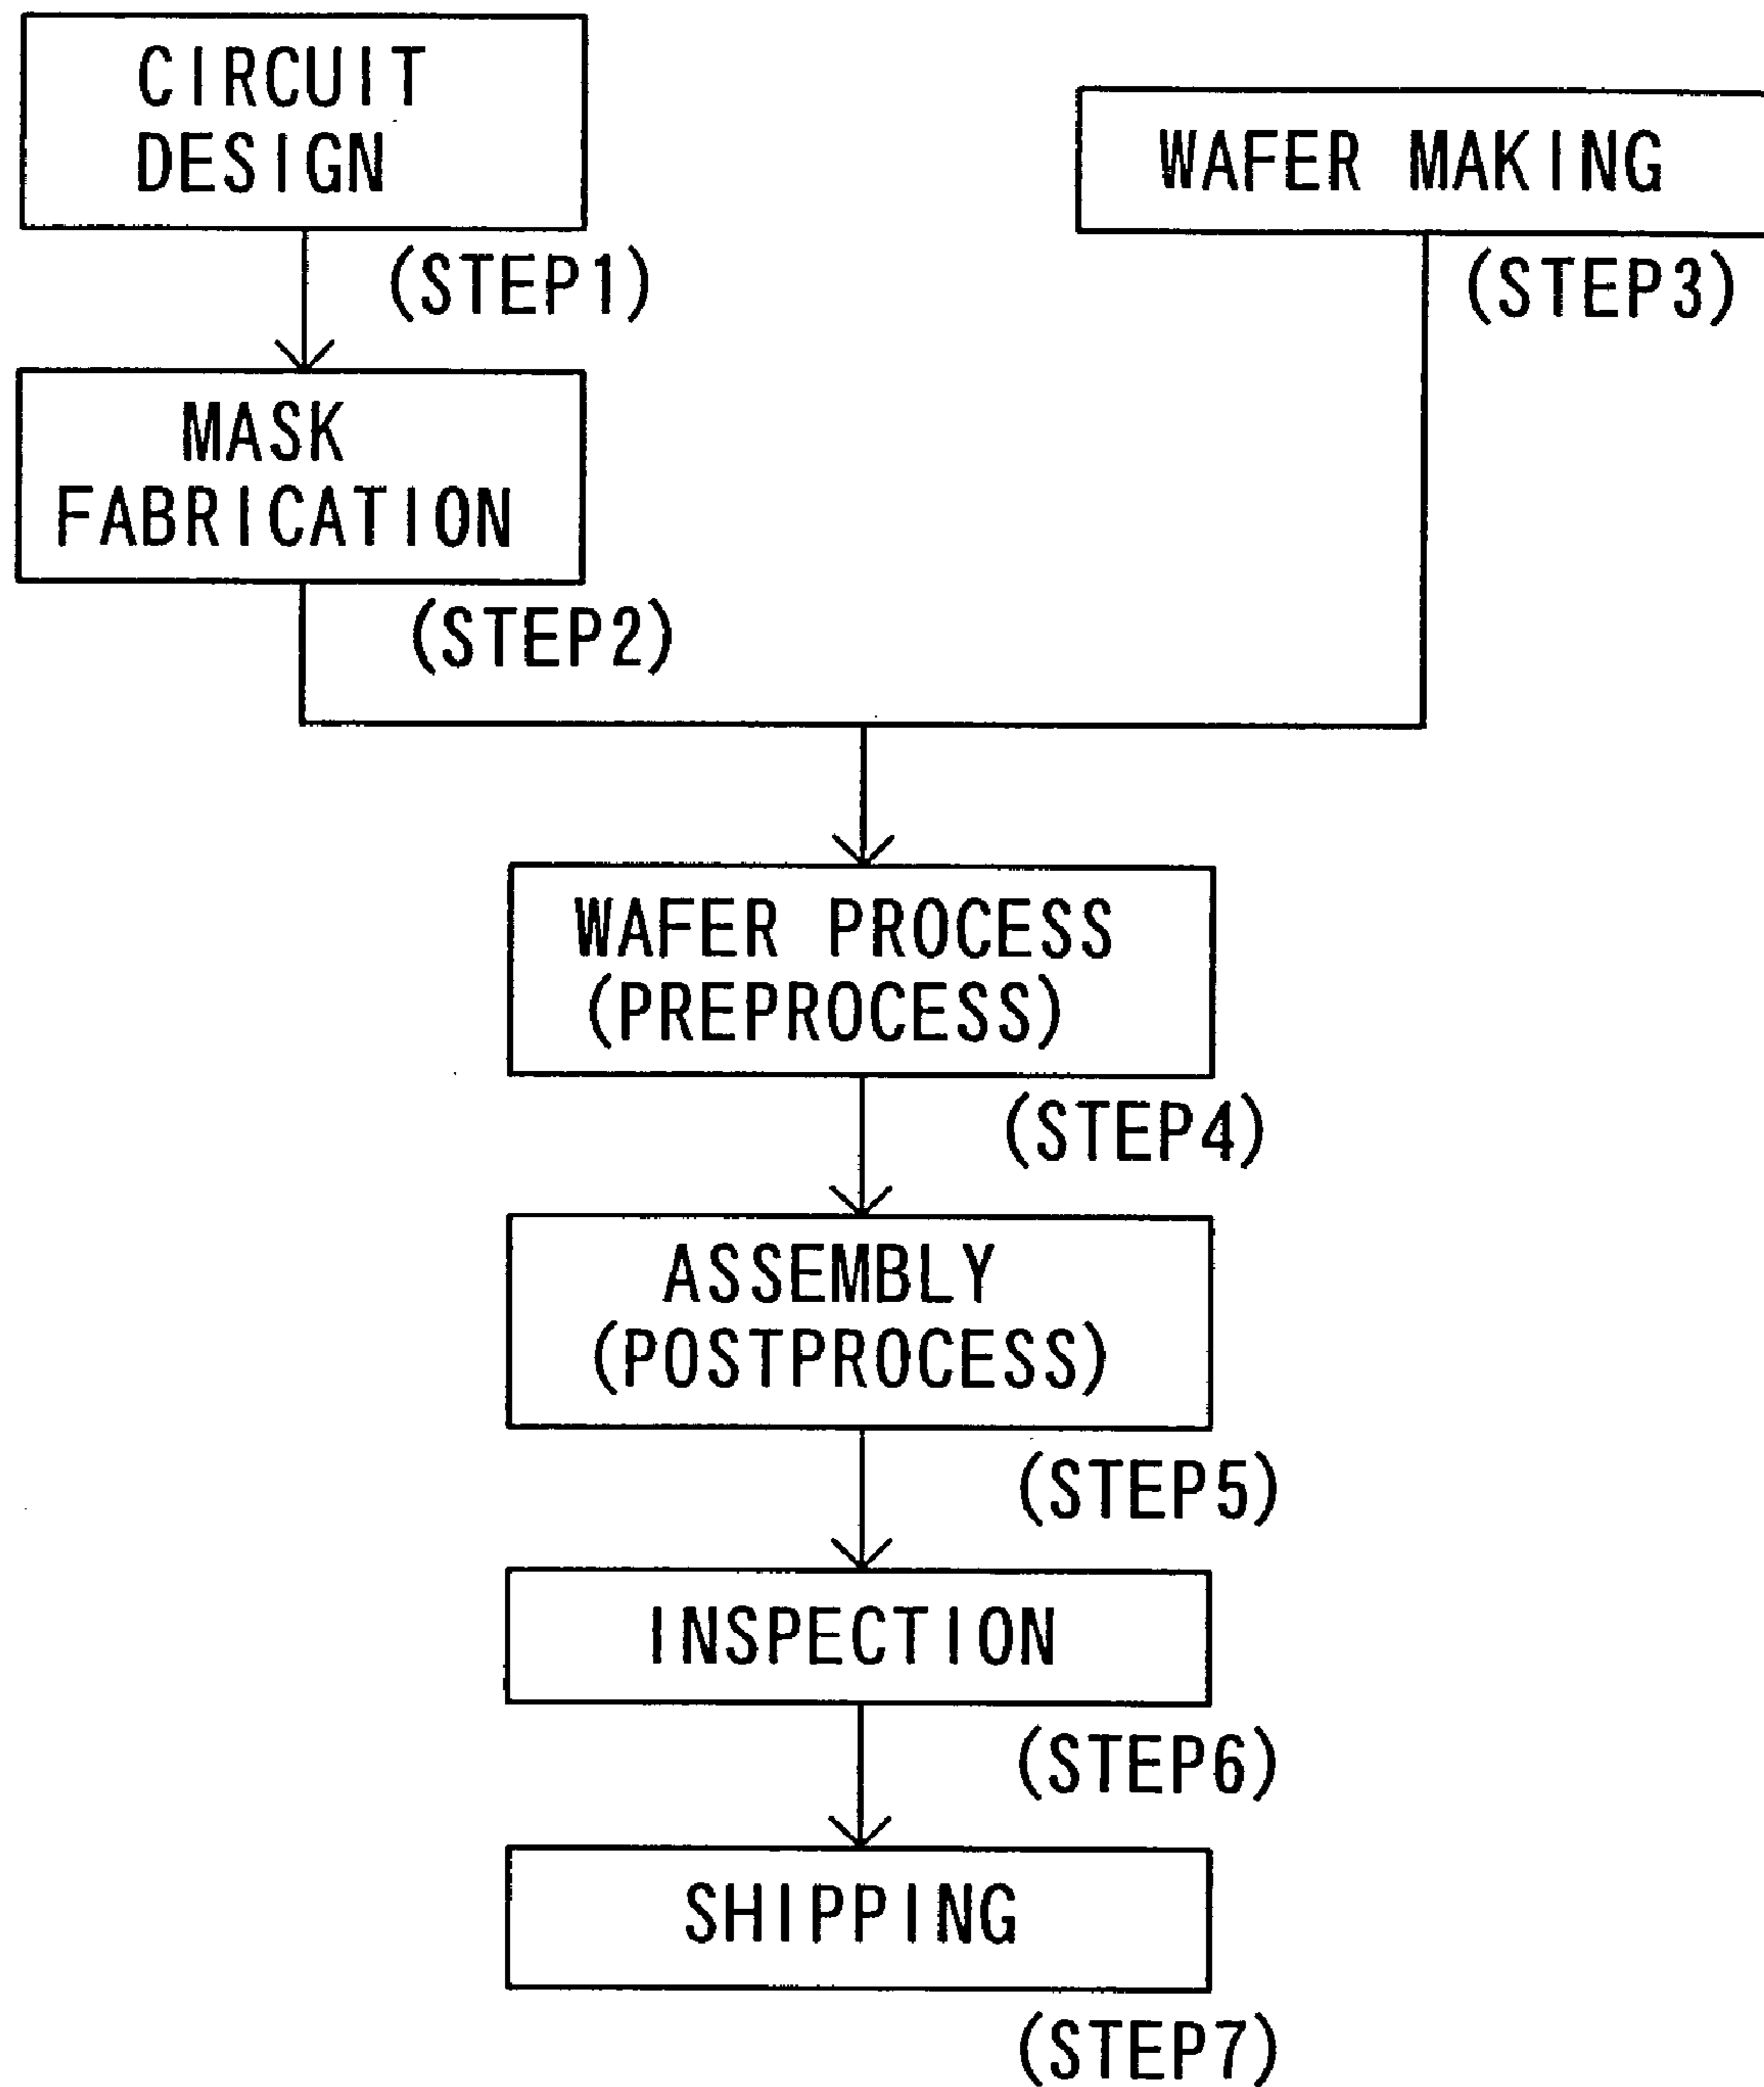 CIRCUIT
DESIGN
(STEP1)
MASK
FABRICATION
(STEP2)
WAFER MAKING
(STEP3)
WAFER PROCESS
(PREPROCESS)
(STEP4)
ASSEMBLY
(POSTPROCESS)
(STEP5)
INSPECTION
(STEP6)
SHIPPING
(STEP7)